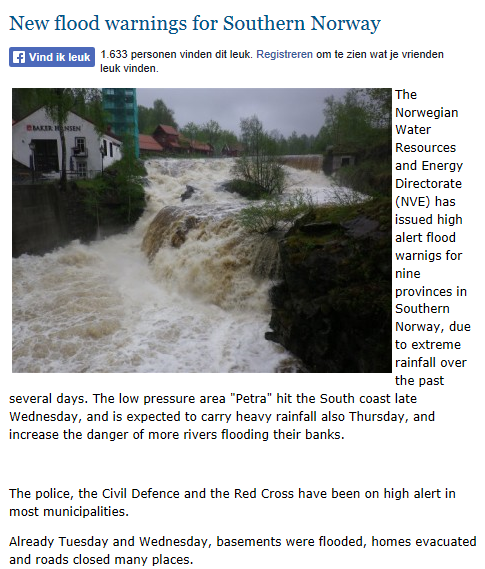 New flood warnings for Southern Norway
Vind ik leuk
1.633 personen vinden dit leuk. Registreren om te zien wat je vrienden
leuk vinden.
BAKER HANSEN
The
Norwegian
Water
Resources
and Energy
Directorate
(NVE) has
issued high
alert flood
warnigs for
nine
provinces in
Southern
Norway, due
to extreme
rainfall over
the past
several days. The low pressure area "Petra" hit the South coast late
Wednesday, and is expected to carry heavy rainfall also Thursday, and
increase the danger of more rivers flooding their banks.
The police, the Civil Defence and the Red Cross have been on high alert in
most municipalities.
Already Tuesday and Wednesday, basements were flooded, homes evacuated
and roads closed many places.